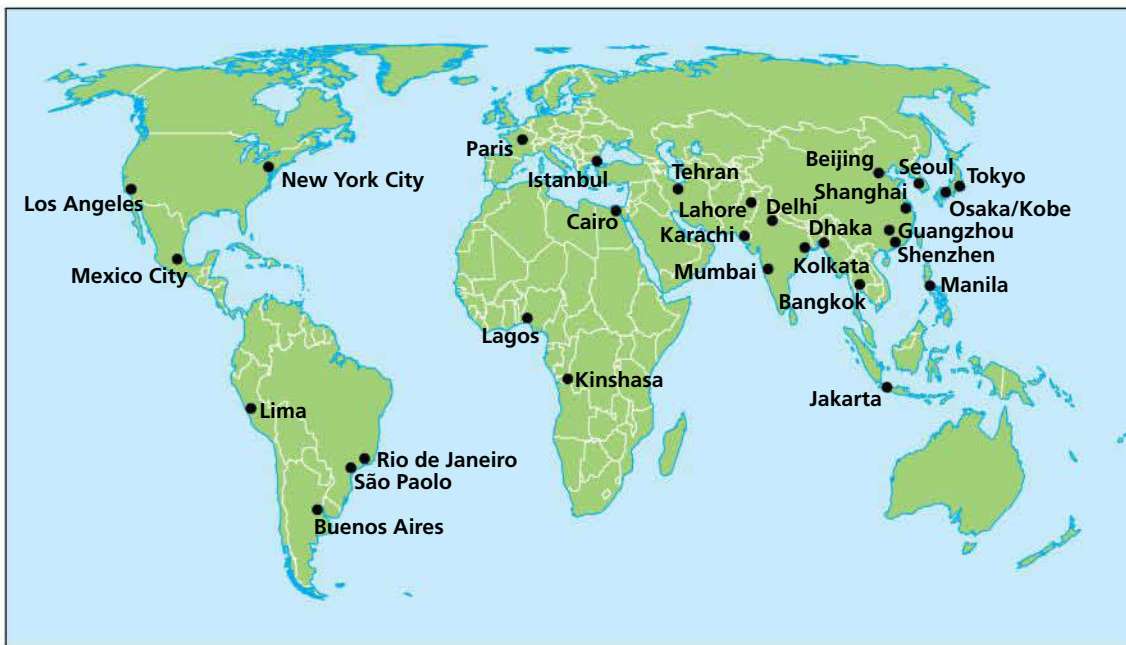 Paris
Beijing
Seoul
Tokyo
New York City
Istanbul
Tehran
Shanghai
Los Angeles
Cairo
Lahore
Delhi
Dhaka
Osaka/Kobe
Karachi
Guangzhou
Shenzhen
Mexico City
Mumbai
Kolkata
Manila
Bangkok
Lagos
Kinshasa
Jakarta
Lima
Rio de Janeiro
São Paolo
Buenos Aires